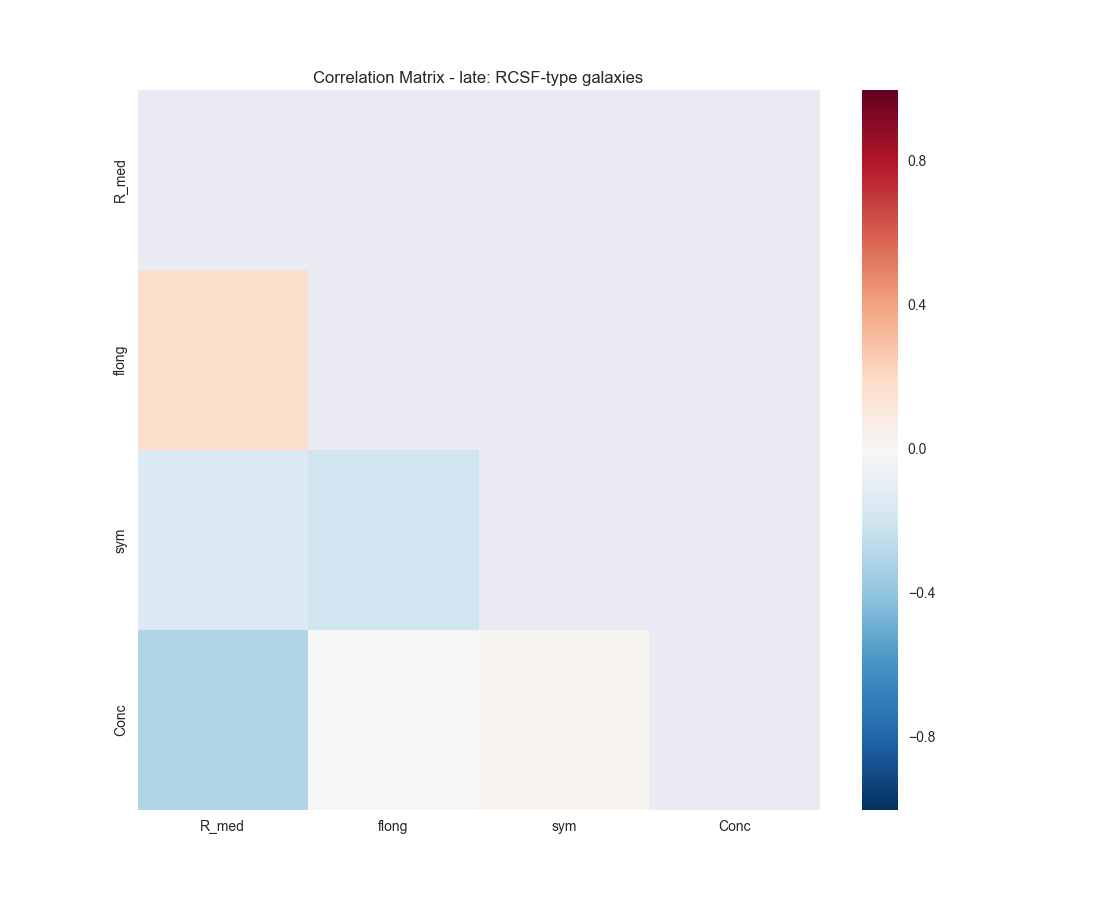 Correlation Matrix - late: RCSF-type galaxies
R_med
flong
sym
Conc
R_med flong sym Conc
0.8
0.4
0.0
−0.4
−0.8